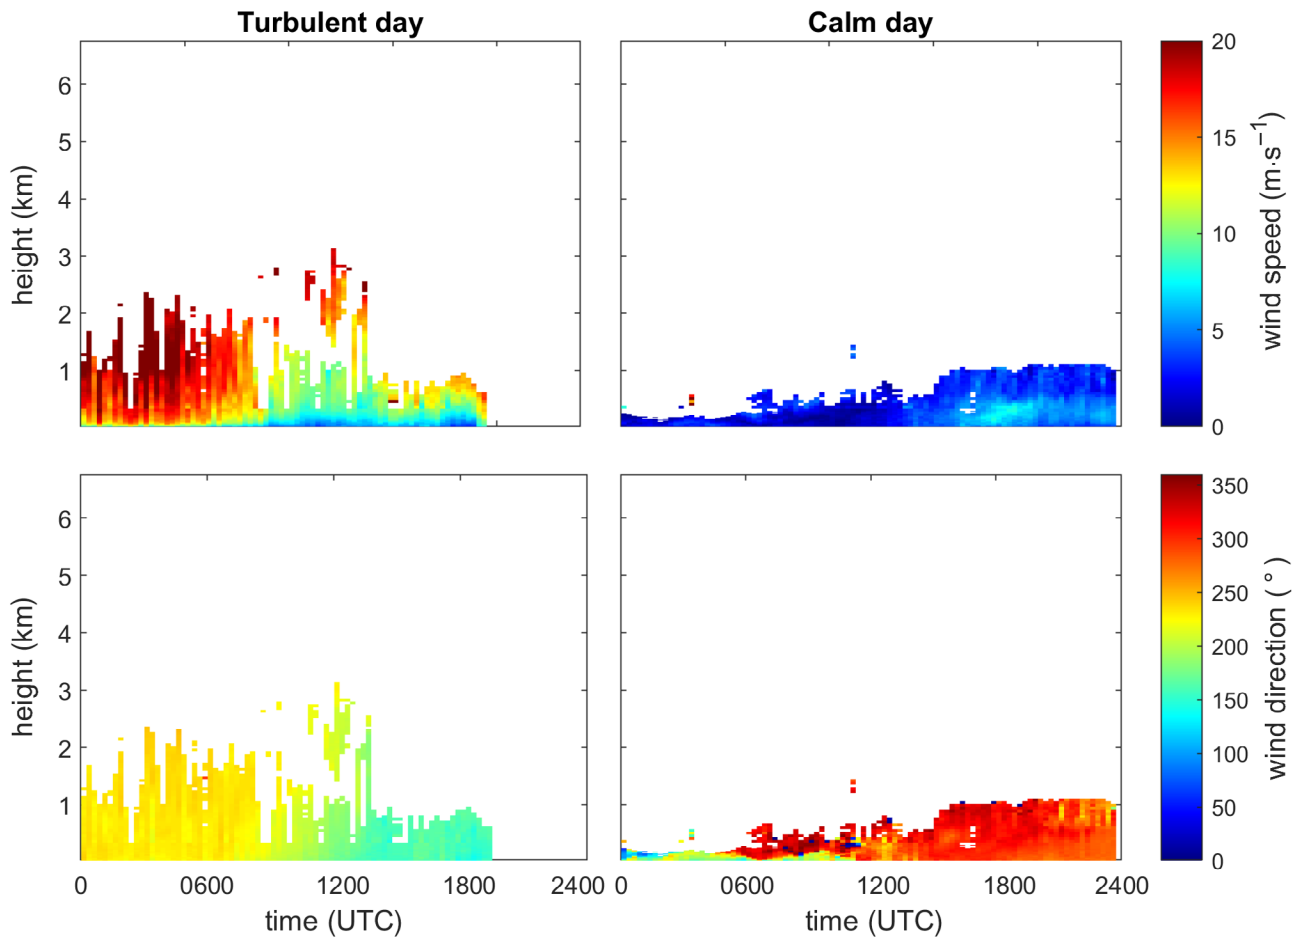 Turbulent day
Calm day
6
5
4
3
2
1
height (km)
20
15
10
5
0
wind speed (m·s⁻¹)
6
5
4
3
2
1
height (km)
0 0600 1200 1800 2400
time (UTC)
0 0600 1200 1800 2400
time (UTC)
350
300
250
200
150
100
50
0
wind direction ( ° )